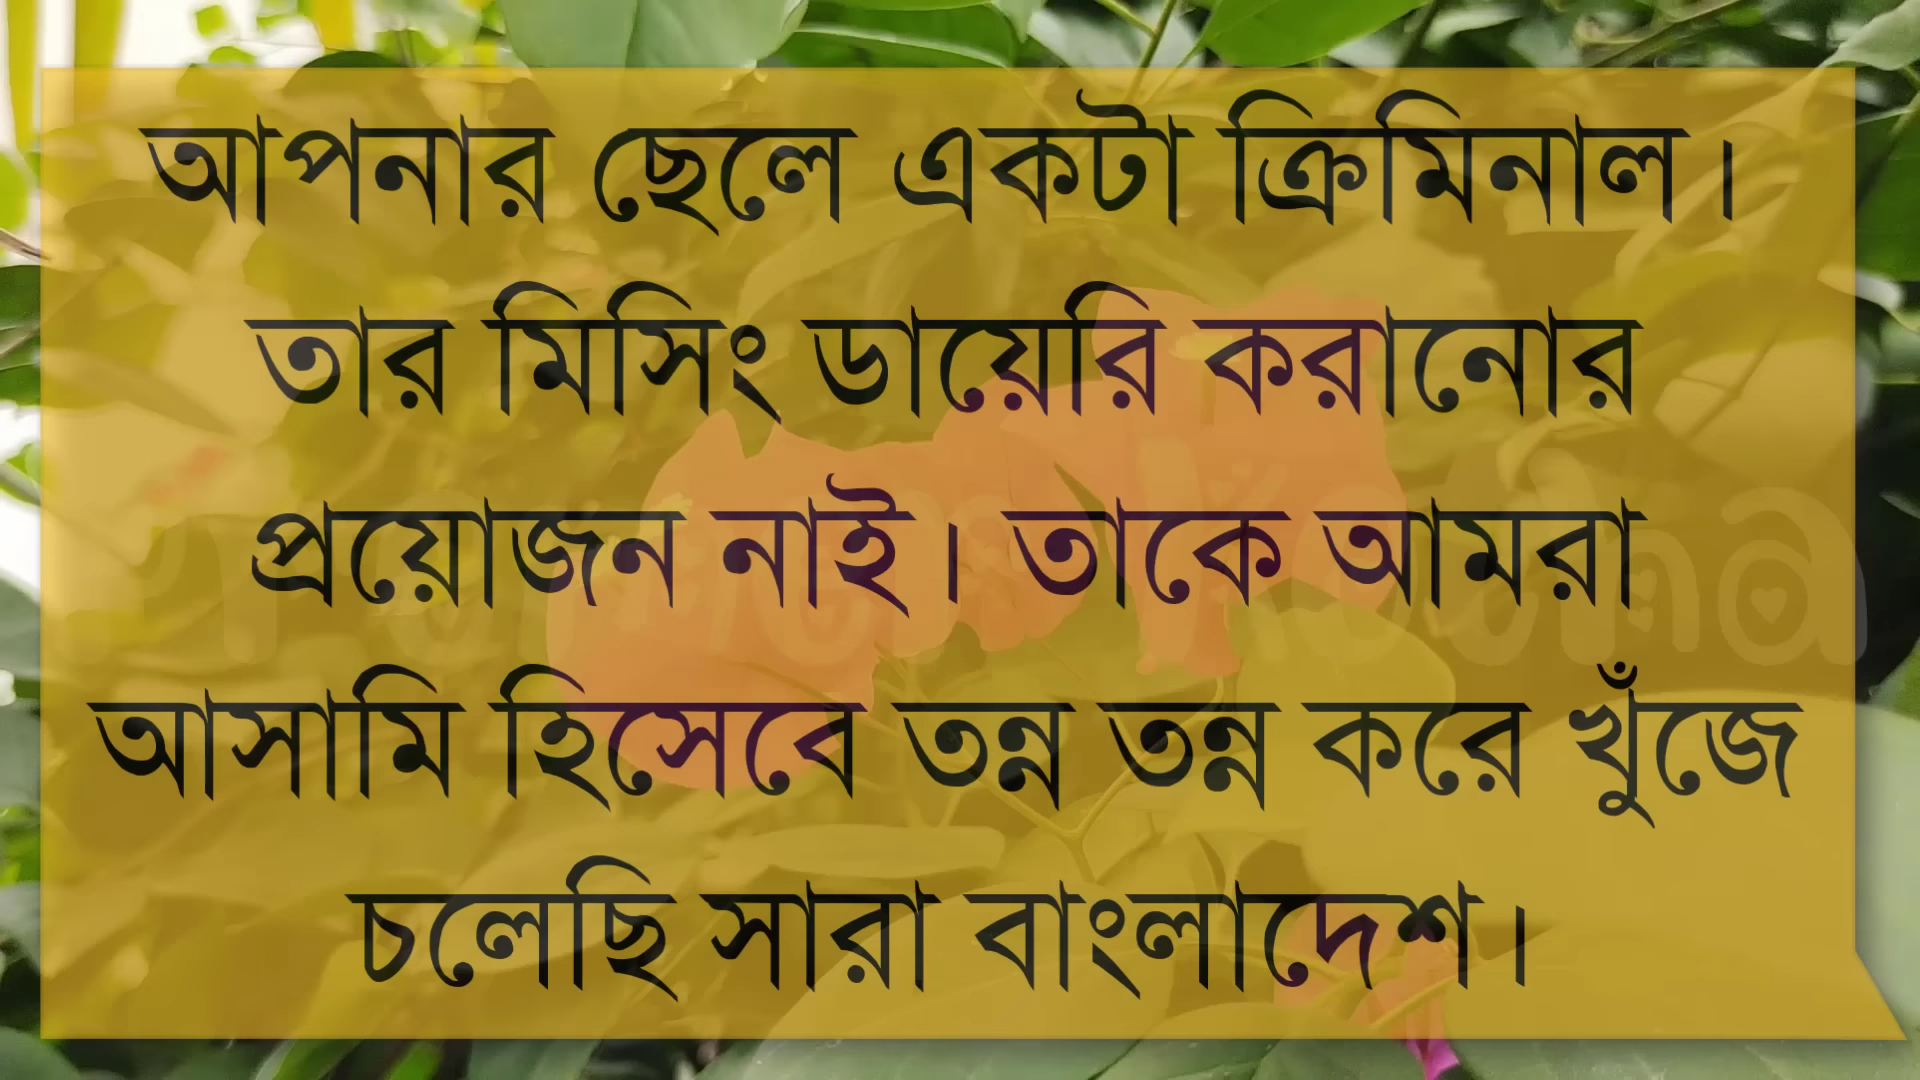 আপনার ছেলে একটা ক্রিমিনাল।
তার মিসিং ডায়েরি করানোর
প্রয়োজন নাই। তাকে আমরা
আসামি হিসেবে তন্ন তন্ন করে খুঁজে
চলেছি সারা বাংলাদেশ।